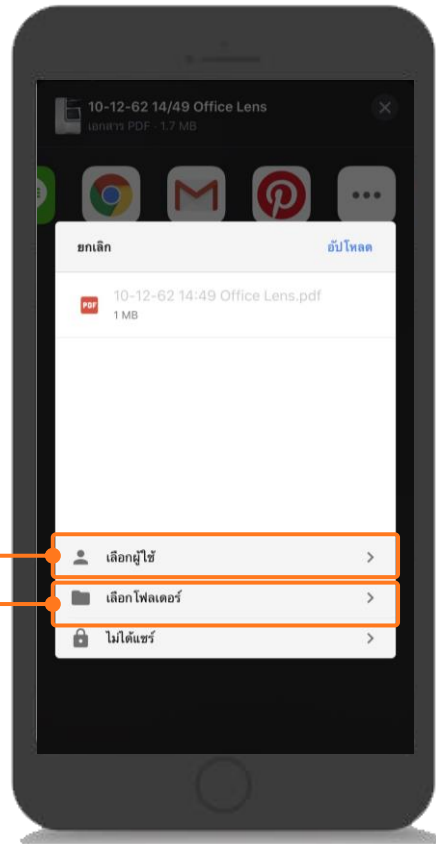 10-12-62 14/49 Office Lens
เอกสาร PDF · 1.7 MB
ยกเลิก
อัปโหลด
PDF
10-12-62 14:49 Office Lens.pdf
1 MB
เลือกผู้ใช้
เลือกโฟลเดอร์
ไม่ได้แชร์